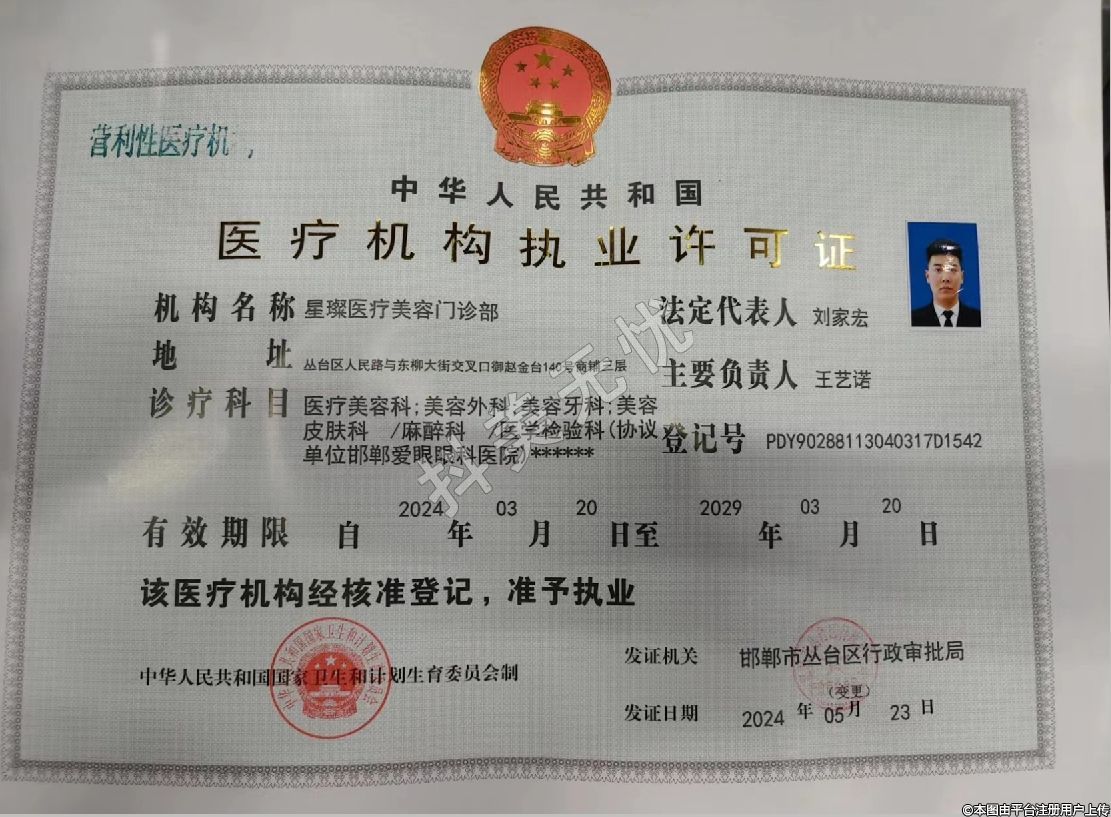 营利性医疗机
中华人民共和国
医疗机构执业许可证
机构名称 星璨医疗美容门诊部
法定代表人 刘家宏
地 址 丛台区人民路与东柳大街交叉口御赵金台140号商铺三层
主要负责人 王艺诺
诊疗科目 医疗美容科;美容外科;美容牙科;美容
皮肤科 /麻醉科 /医学检验科(协议
单位邯郸爱眼眼科医院)******
登记号 PDY90288113040317D1542
有效期限 自 2024 年 03 月 20 日至 2029 年 03 月 20 日
该医疗机构经核准登记，准予执业
中华人民共和国国家卫生和计划生育委员会制
发证机关 邯郸市丛台区行政审批局
(变更)
发证日期 2024 年 05 月 23 日
抖美无忧
©本图由平台注册用户上传